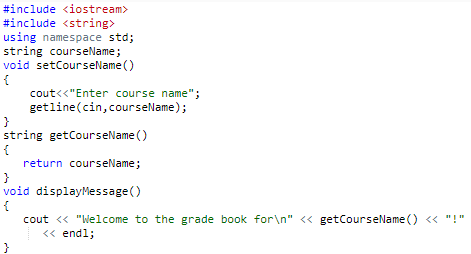 #include <iostream>
#include <string>
using namespace std;
string courseName;
void setCourseName()
{
    cout<<"Enter course name";
    getline(cin,courseName);
}
string getCourseName()
{
   return courseName;
}
void displayMessage()
{
   cout << "Welcome to the grade book for\n" << getCourseName() << "!"
      << endl;
}